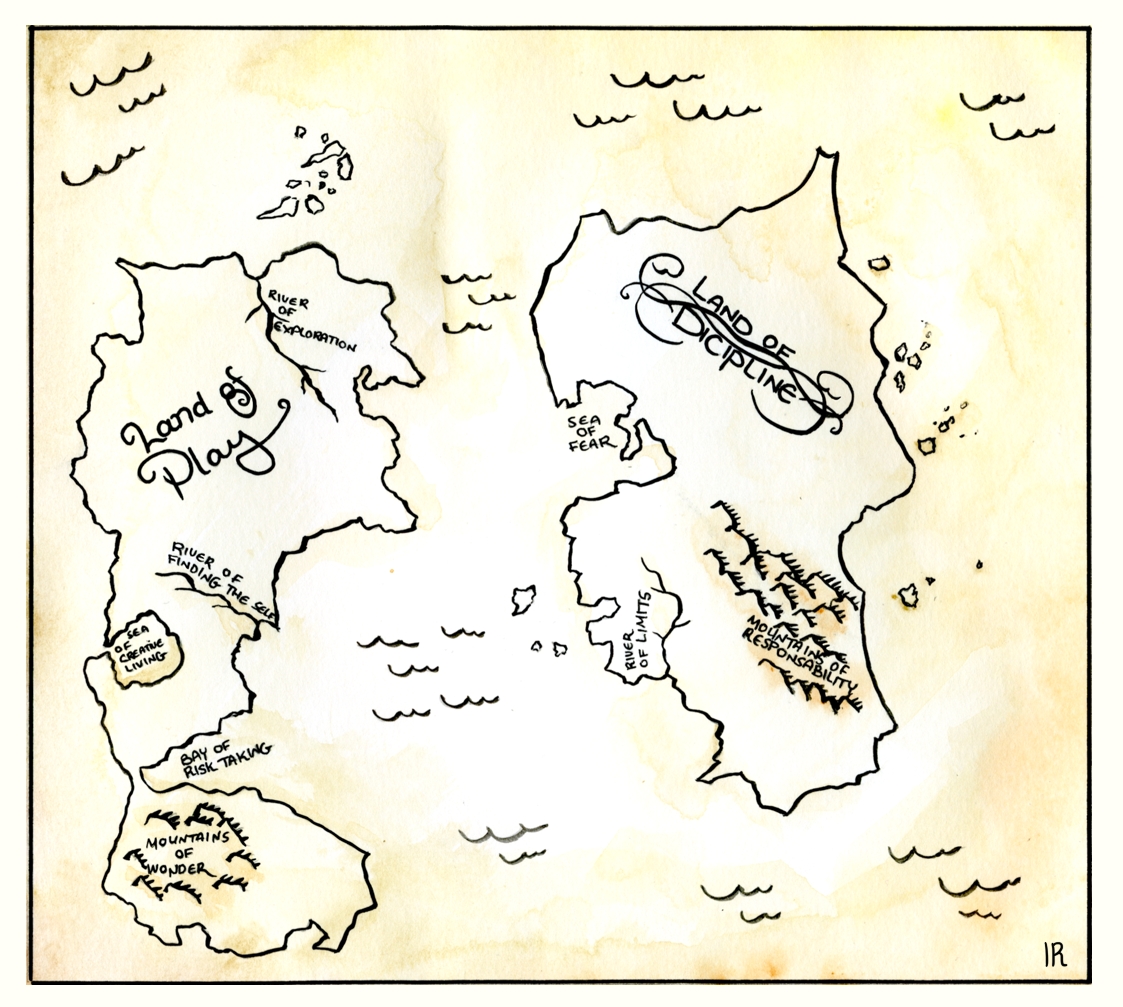 RIVER
OF
EXPLORATION
Land of
Play
RIVER OF
FINDING THE SELF
SEA
OF
CREATIVE
LIVING
BAY OF
RISK TAKING
MOUNTAINS
OF
WONDER
LAND OF
DICIPLINE
SEA
OF
FEAR
RIVER
OF LIMITS
MOUNTAINS OF
RESPONSABILITY
IR